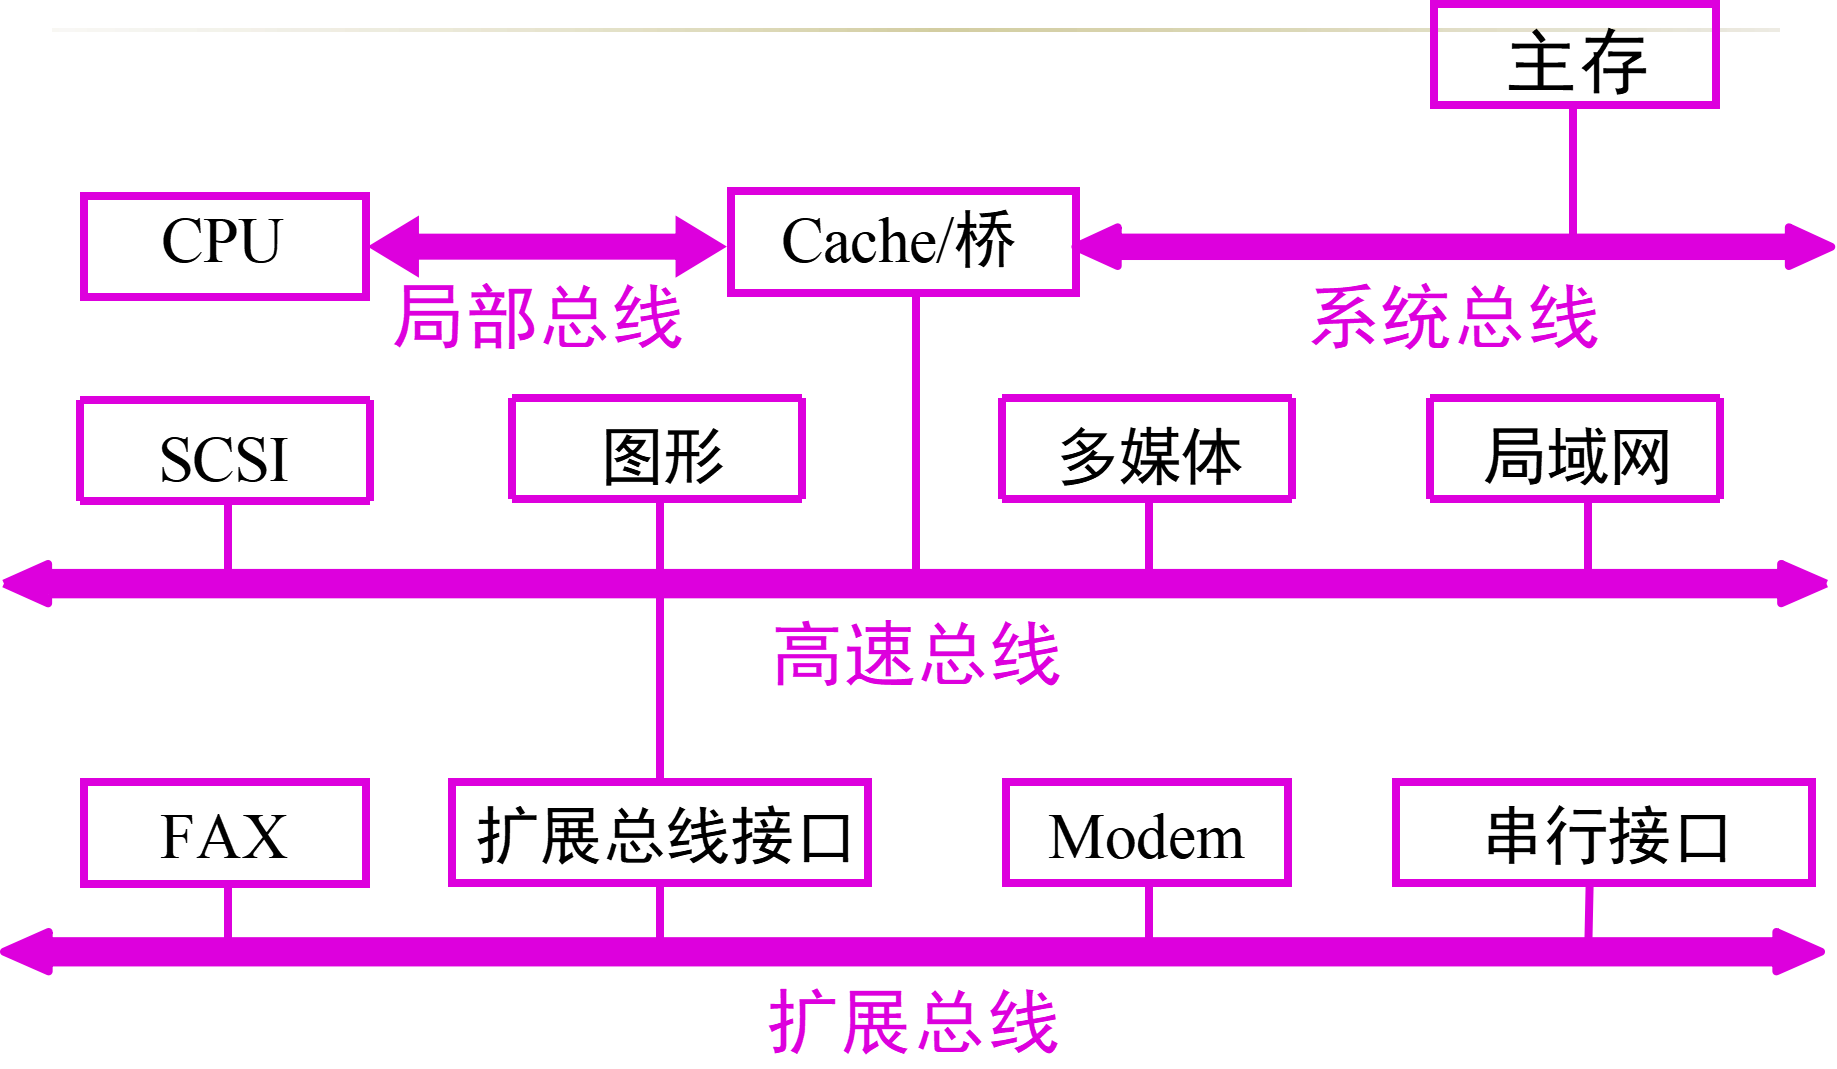 主存
CPU
Cache/桥
局部总线
系统总线
SCSI
图形
多媒体
局域网
高速总线
FAX
扩展总线接口
Modem
串行接口
扩展总线